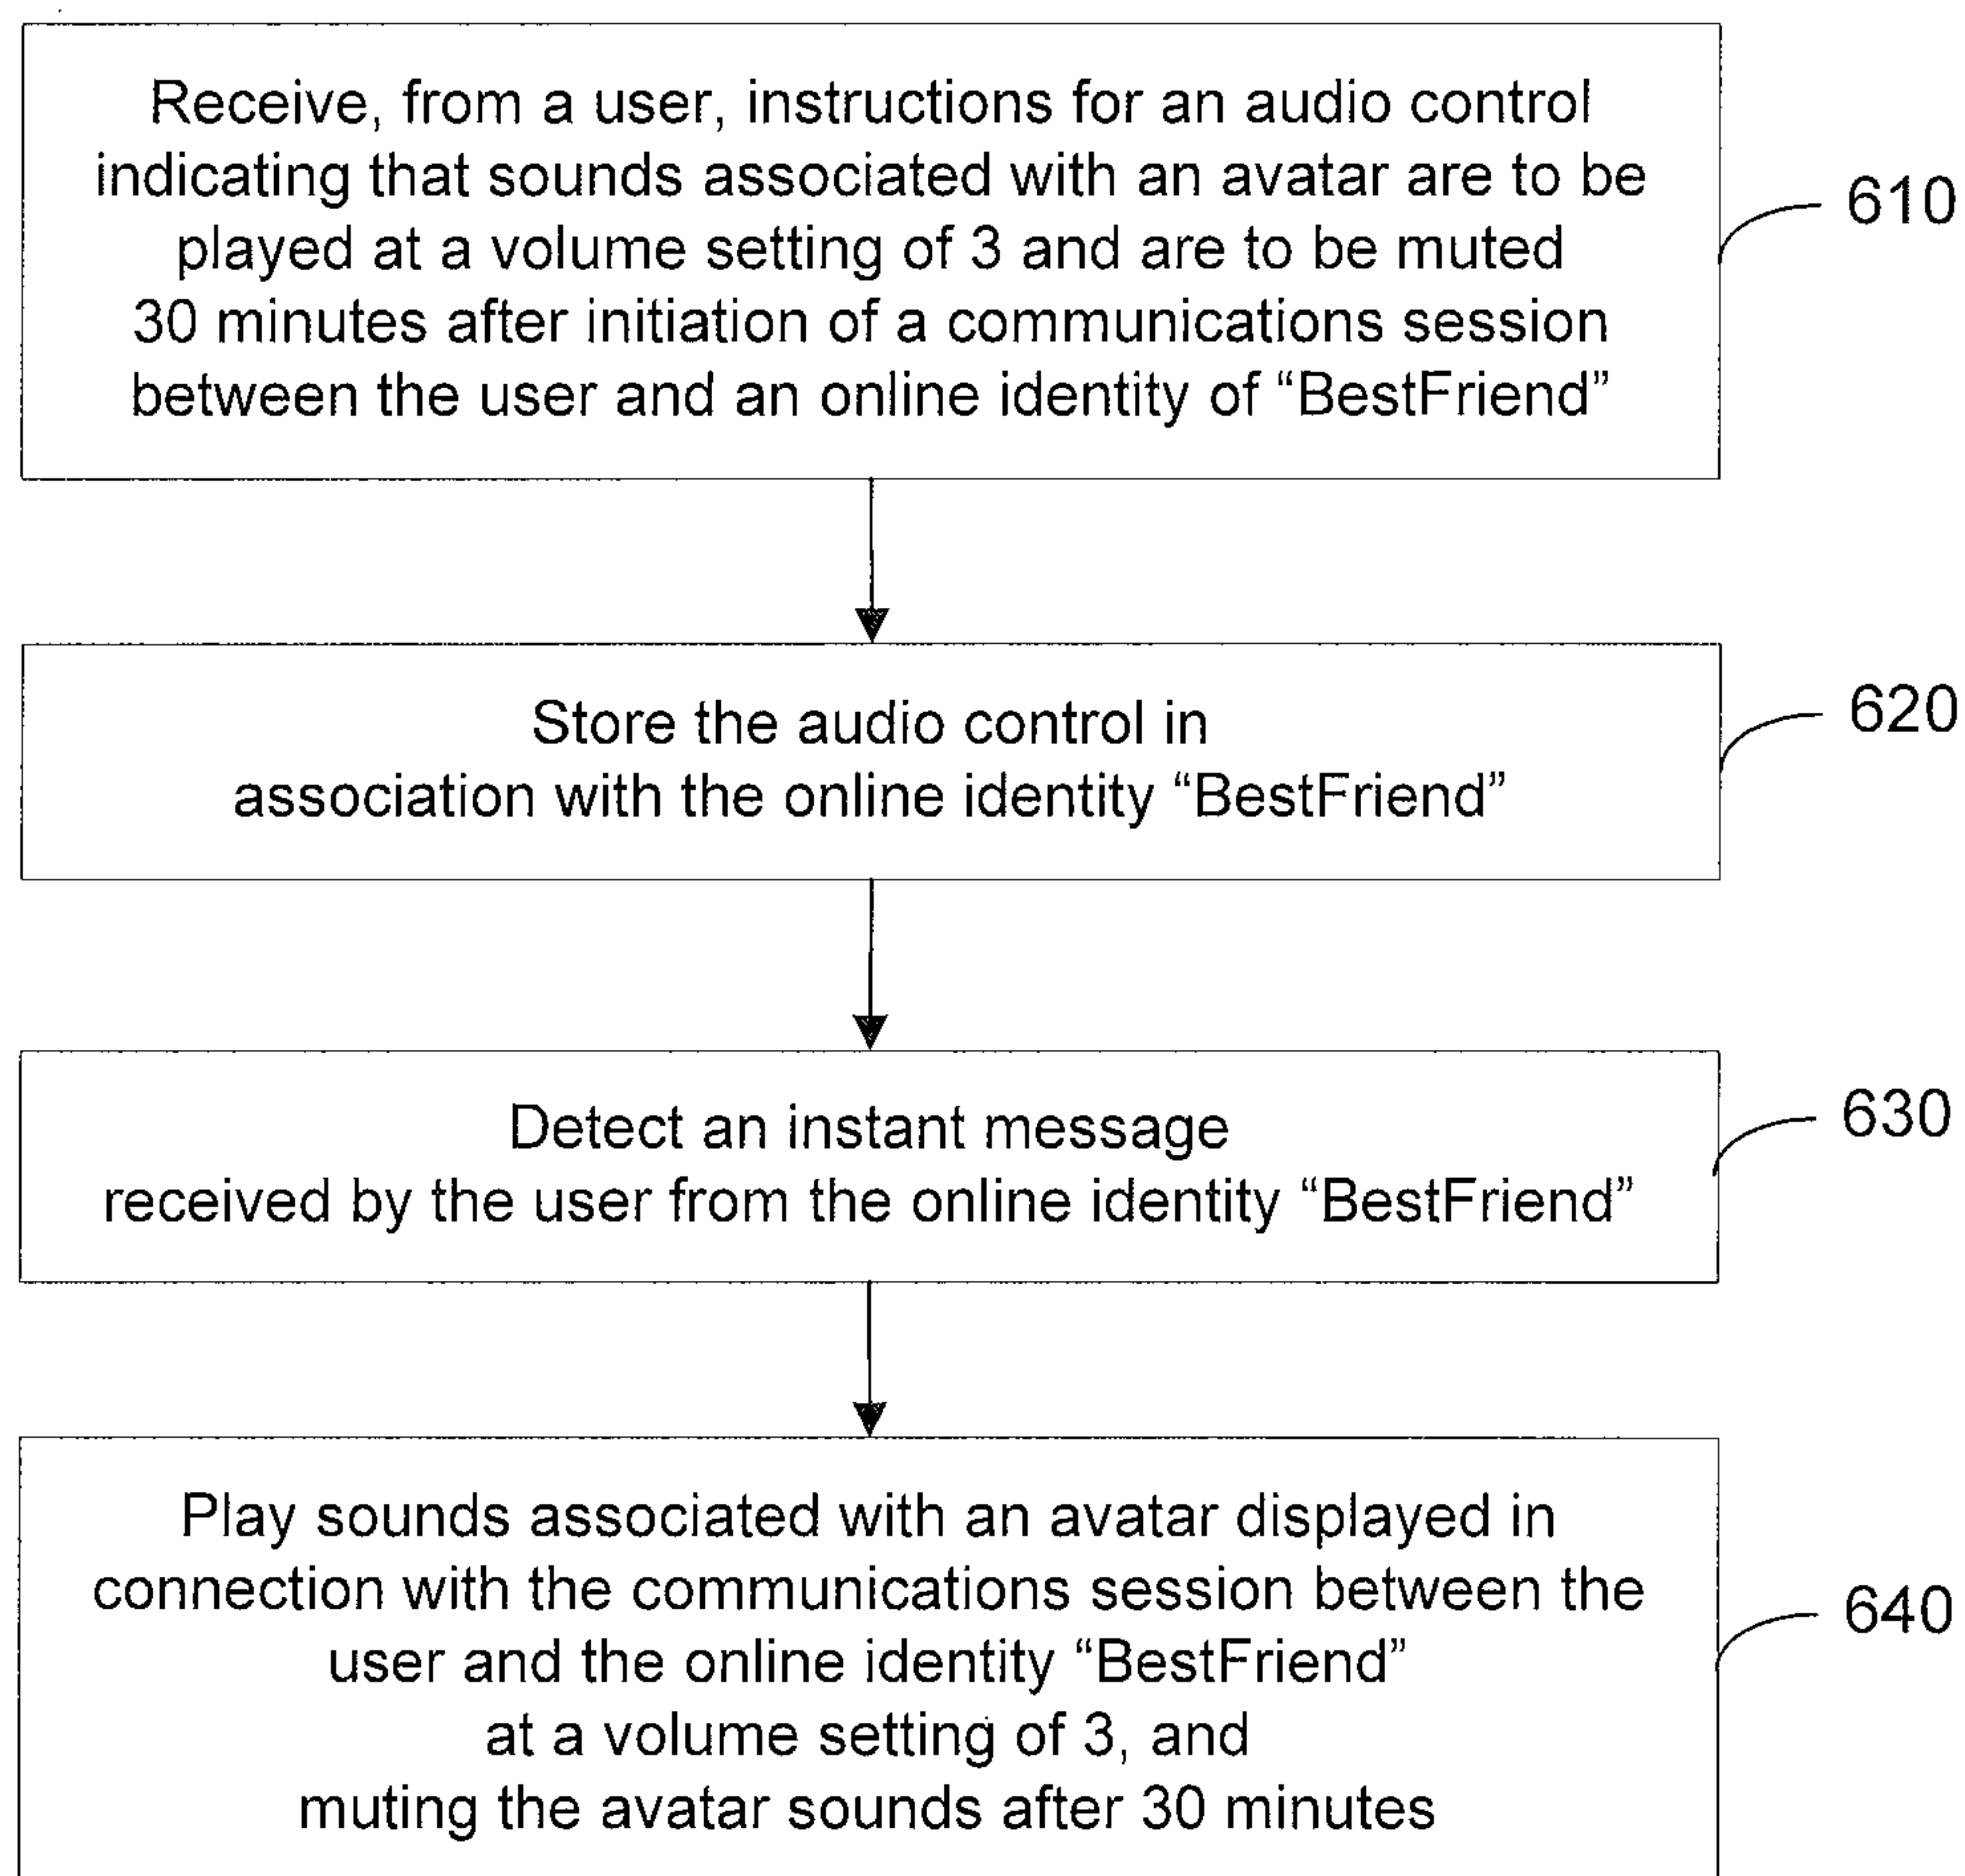 Receive, from a user, instructions for an audio control
indicating that sounds associated with an avatar are to be
played at a volume setting of 3 and are to be muted
30 minutes after initiation of a communications session
between the user and an online identity of “BestFriend”
610
Store the audio control in
association with the online identity “BestFriend”
620
Detect an instant message
received by the user from the online identity “BestFriend”
630
Play sounds associated with an avatar displayed in
connection with the communications session between the
user and the online identity “BestFriend”
at a volume setting of 3, and
muting the avatar sounds after 30 minutes
640